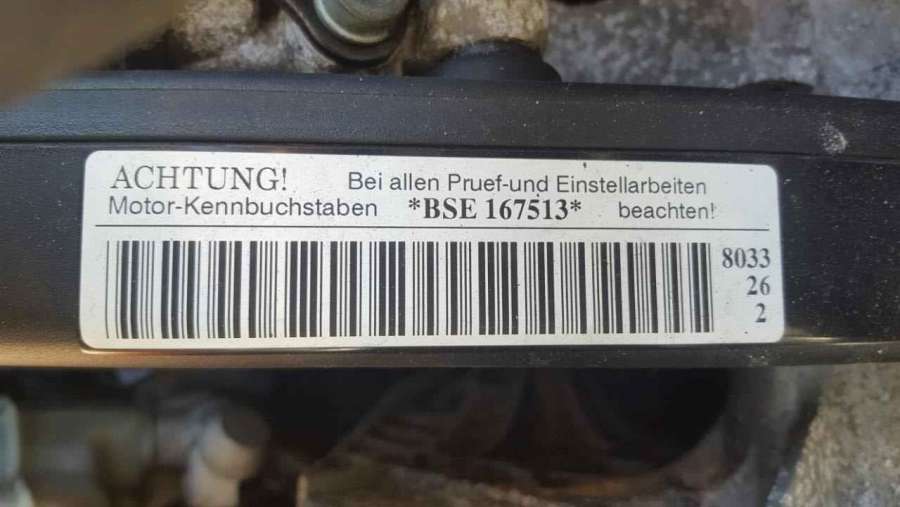 ACHTUNG! Bei allen Pruef-und Einstellarbeiten
Motor-Kennbuchstaben *BSE 167513* beachten!
8033
26
2